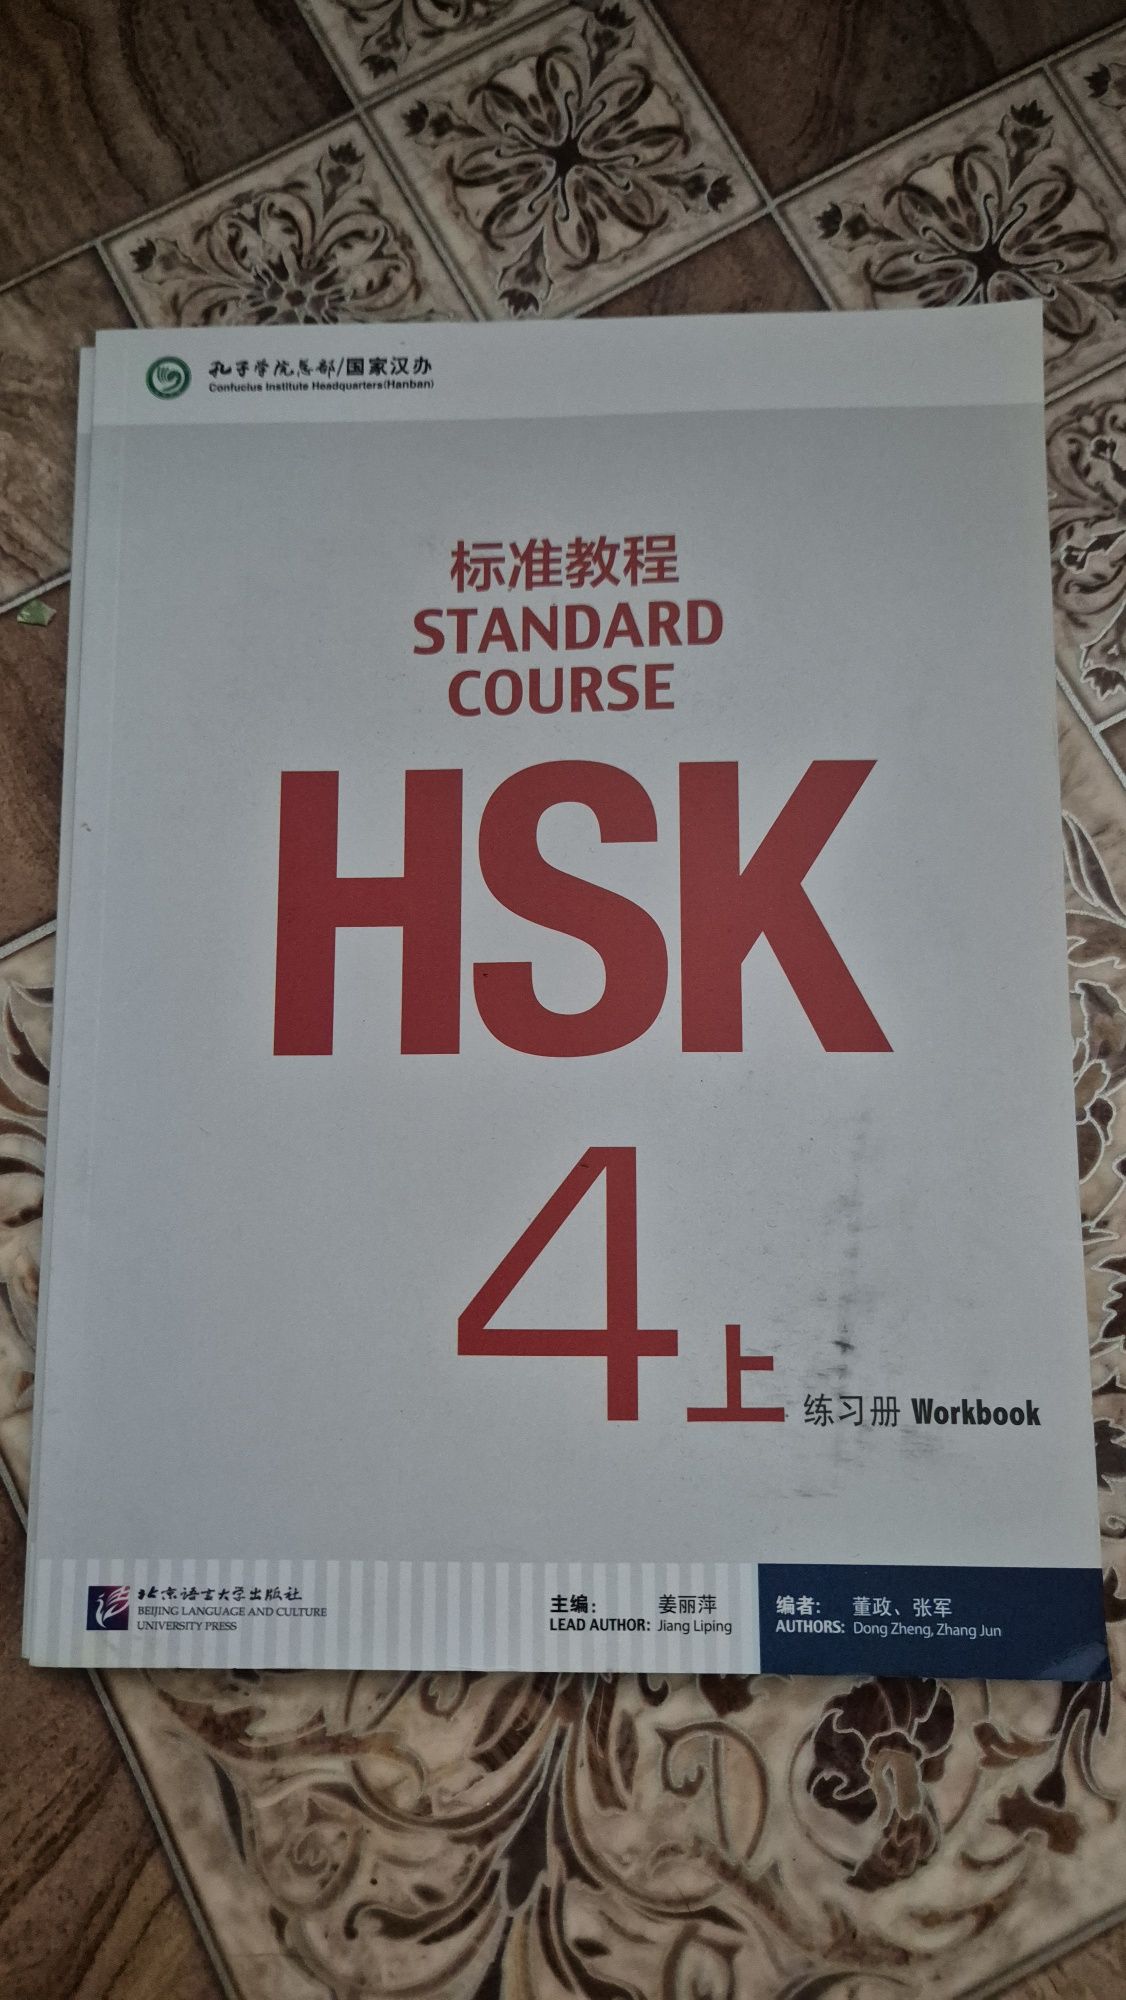 孔子学院总部/国家汉办
Confucius Institute Headquarters(Hanban)
标准教程
STANDARD
COURSE
HSK
4上 练习册 Workbook
北京语言大学出版社
BEIJING LANGUAGE AND CULTURE
UNIVERSITY PRESS
主编: 姜丽萍
LEAD AUTHOR: Jiang Liping
编者: 董政、张军
AUTHORS: Dong Zheng, Zhang Jun